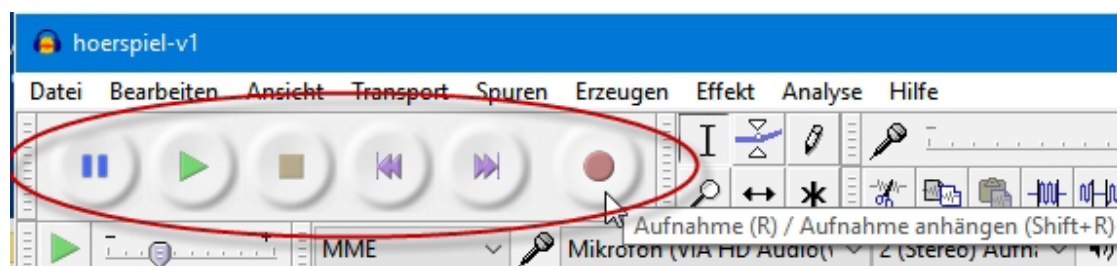 hoerspiel-v1
Datei Bearbeiten Ansicht Transport Spuren Erzeugen Effekt Analyse Hilfe
Aufnahme (R) / Aufnahme anhängen (Shift+R)
MME Mikrofon (VIA HD Audio( 2 (Stereo)